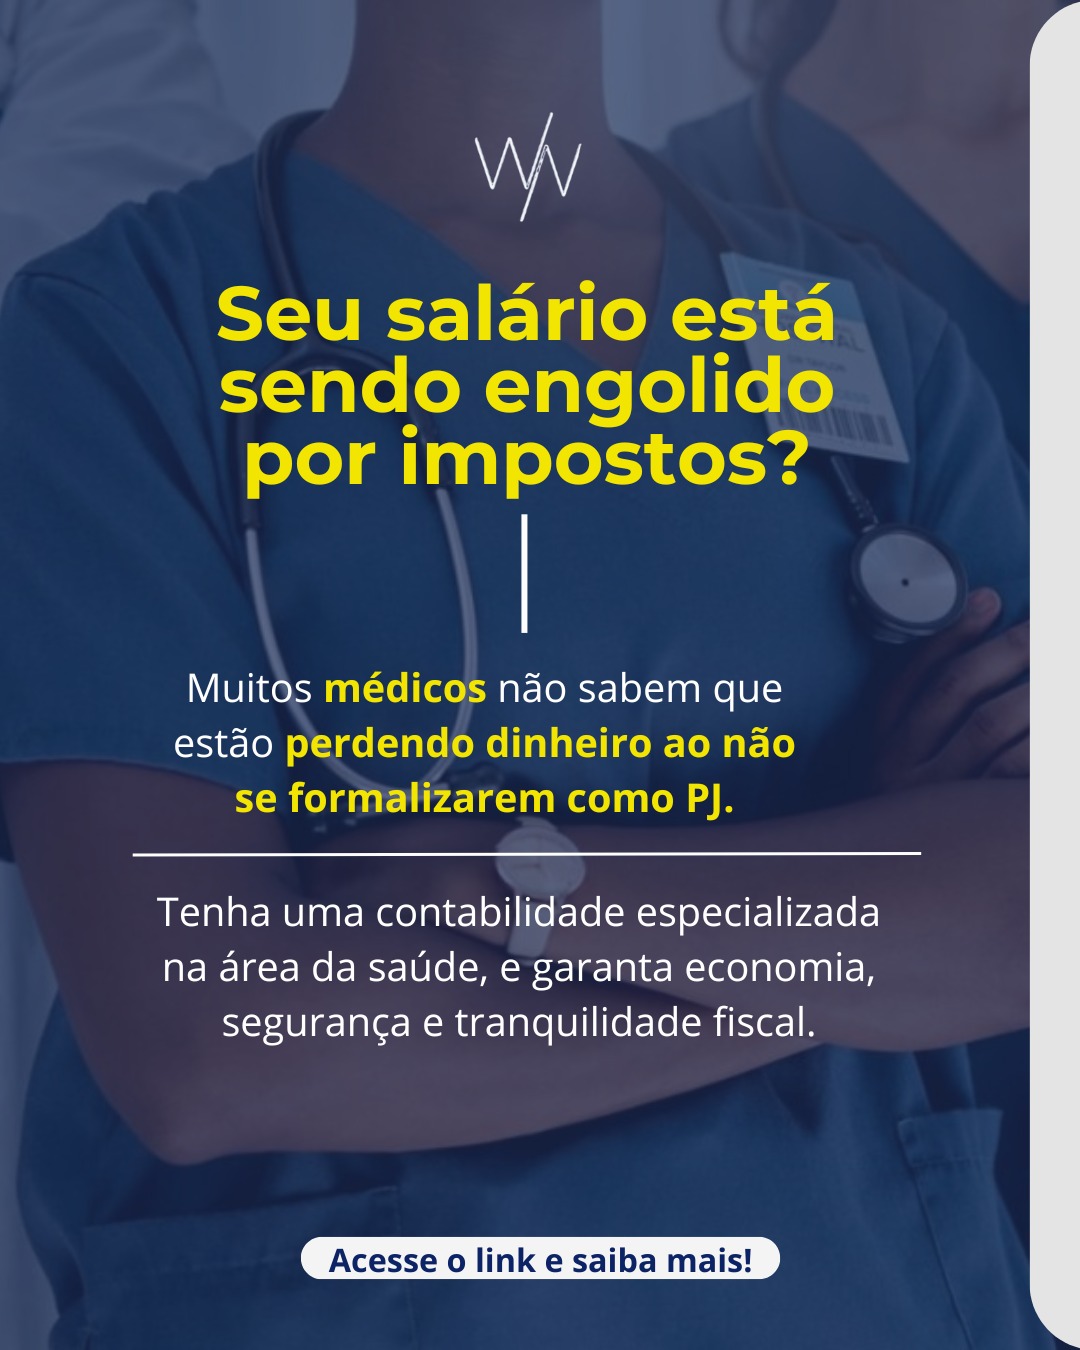 WN
Seu salário está
sendo engolido
por impostos?
Muitos médicos não sabem que
estão perdendo dinheiro ao não
se formalizarem como PJ.
Tenha uma contabilidade especializada
na área da saúde, e garanta economia,
segurança e tranquilidade fiscal.
Acesse o link e saiba mais!